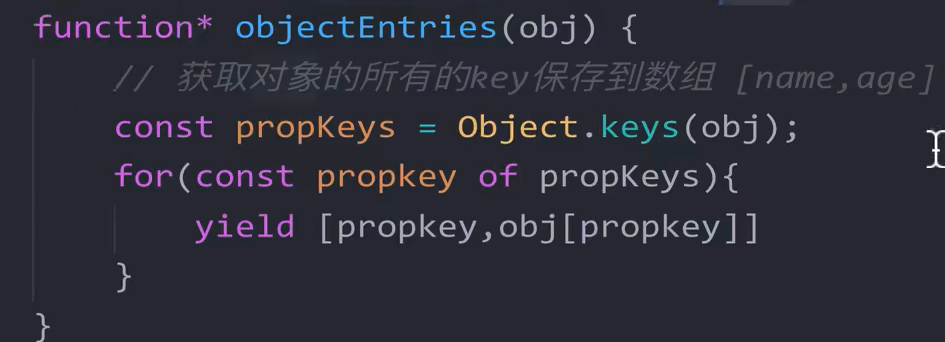 function* objectEntries(obj) {
// 获取对象的所有的key保存到数组 [name,age]
const propKeys = Object.keys(obj);
for(const propkey of propKeys){
yield [propkey,obj[propkey]]
}
}